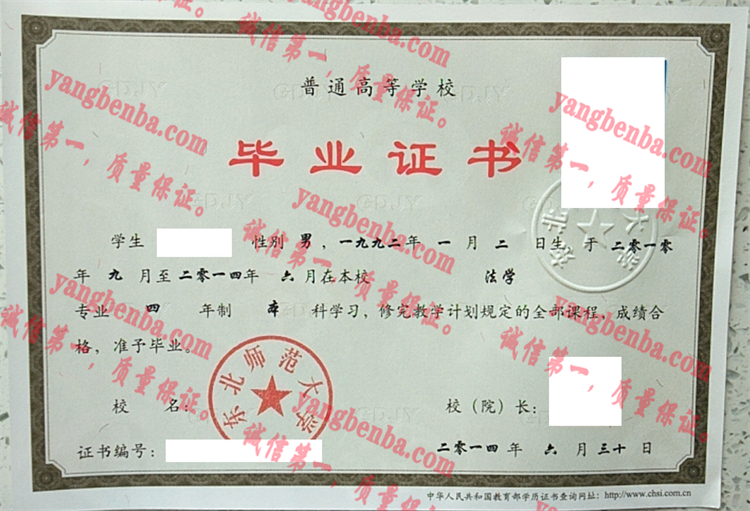 普通高等学校
毕业证书
学生 性别 男，一九九二年 一 月 二 日生 于 二〇一〇
年 九 月至二〇一四年 六 月在本校 法学
专业 四 年制 本 科学习，修完教学计划规定的全部课程，成绩合
格，准予毕业。
校 名： 校（院）长：
东北师范大学
证书编号： 二〇一四 年 六 月 三十 日
中华人民共和国教育部学历证书查询网址：http://www.chsi.com.cn
yangbenba.com
诚信第一，质量保证。